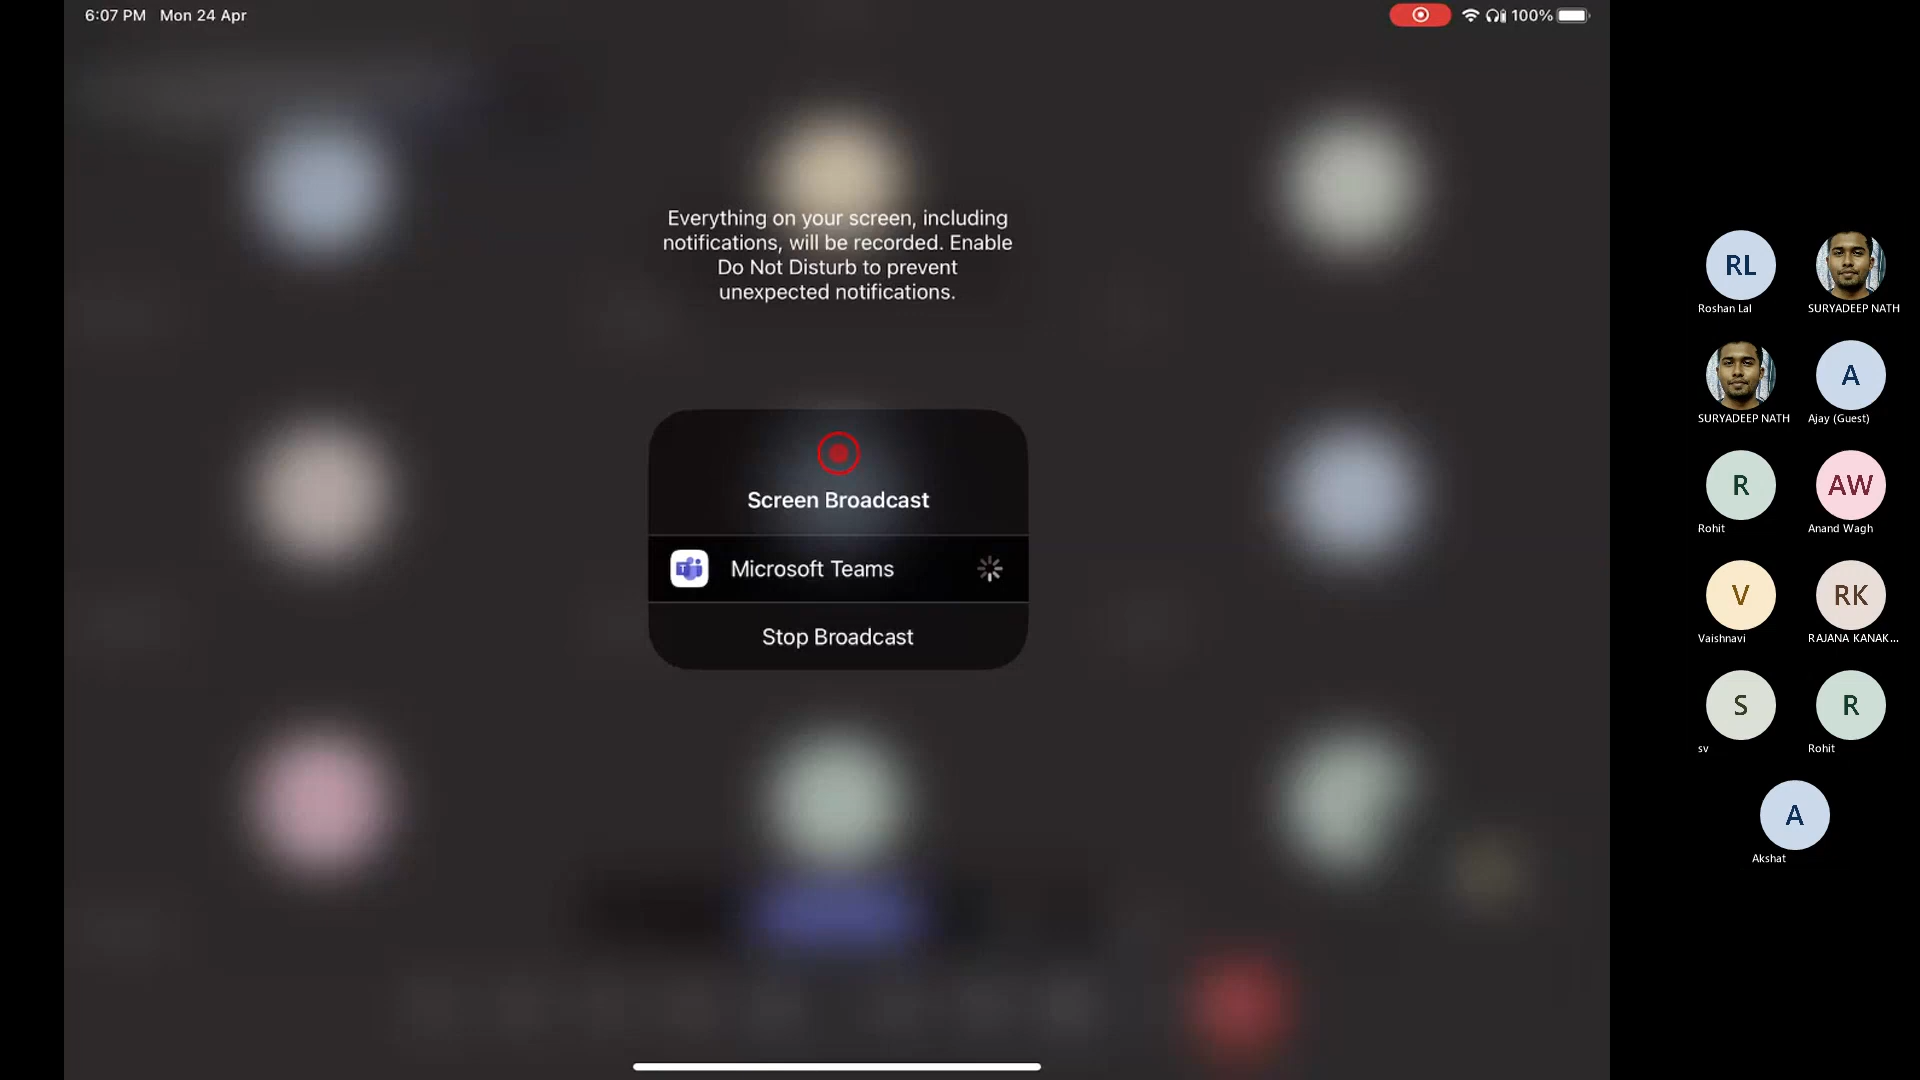 6:07 PM Mon 24 Apr
100%
Everything on your screen, including
notifications, will be recorded. Enable
Do Not Disturb to prevent
unexpected notifications.
Screen Broadcast
T
Microsoft Teams
Stop Broadcast
RL
Roshan Lal
SURYADEEP NATH
SURYADEEP NATH
A
Ajay (Guest)
R
Rohit
AW
Anand Wagh
V
Vaishnavi
RK
RAJANA KANAK...
S
sv
R
Rohit
A
Akshat